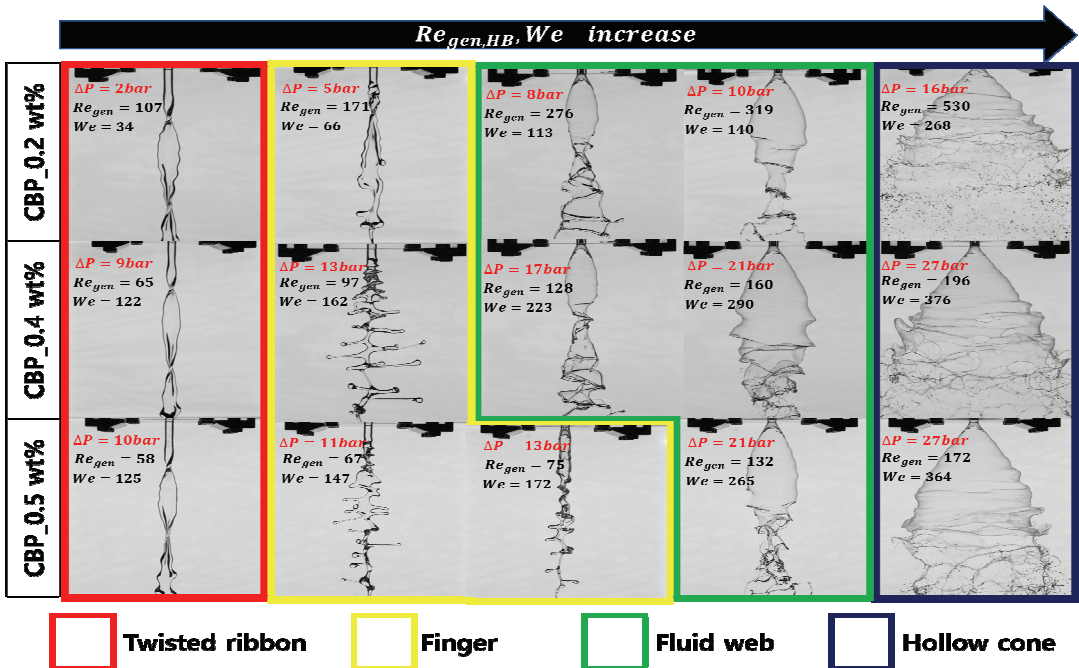 Re_gen,HB, We increase
CBP_0.2 wt%
ΔP = 2bar
Re_gen = 107
We = 34
ΔP = 5bar
Re_gen = 171
We − 66
ΔP = 8bar
Re_gen = 276
We = 113
ΔP = 10bar
Re_gen − 319
We = 140
ΔP = 16bar
Re_gen = 530
We − 268
CBP_0.4 wt%
ΔP = 9bar
Re_gen = 65
We − 122
ΔP = 13bar
Re_gen = 97
We − 162
ΔP = 17bar
Re_gen = 128
We = 223
ΔP − 21bar
Re_gen = 160
We = 290
ΔP = 27bar
Re_gen − 196
We = 376
CBP_0.5 wt%
ΔP = 10bar
Re_gen − 58
We − 125
ΔP − 11bar
Re_gen − 67
We − 147
ΔP 13bar
Re_gen − 75
We = 172
ΔP = 21bar
Re_gen = 132
We = 265
ΔP = 27bar
Re_gen = 172
We = 364
Twisted ribbon
Finger
Fluid web
Hollow cone